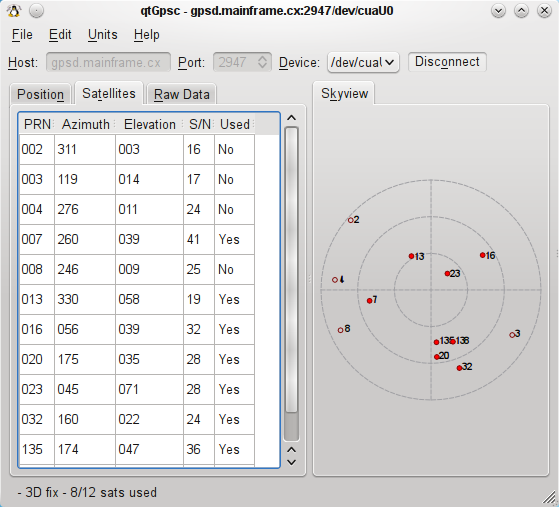 qtGpsc - gpsd.mainframe.cx:2947/dev/cuaU0
File Edit Units Help
Host: gpsd.mainframe.cx Port: 2947 Device: /dev/cuaU Disconnect
Position Satellites Raw Data
PRN Azimuth Elevation S/N Used
002 311 003 16 No
003 119 014 17 No
004 276 011 24 No
007 260 039 41 Yes
008 246 009 25 No
013 330 058 19 Yes
016 056 039 32 Yes
020 175 035 28 Yes
023 045 071 28 Yes
032 160 022 24 Yes
135 174 047 36 Yes
Skyview
2
13
16
23
4
7
8
3
135 138
20
32
- 3D fix - 8/12 sats used